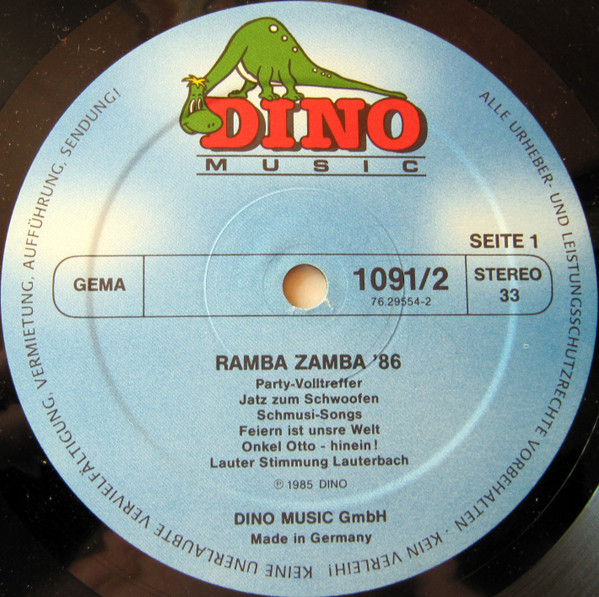 DINO
MUSIC
SEITE 1
GEMA
1091/2
76.29554-2
STEREO
33
RAMBA ZAMBA '86
Party-Volltreffer
Jatz zum Schwoofen
Schmusi-Songs
Feiern ist unsre Welt
Onkel Otto - hinein!
Lauter Stimmung Lauterbach
℗ 1985 DINO
DINO MUSIC GmbH
Made in Germany
ALLE URHEBER- UND LEISTUNGSSCHUTZRECHTE VORBEHALTEN · KEIN VERLEIH! KEINE UNERLAUBTE VERVIELFÄLTIGUNG, VERMIETUNG, AUFFÜHRUNG, SENDUNG!